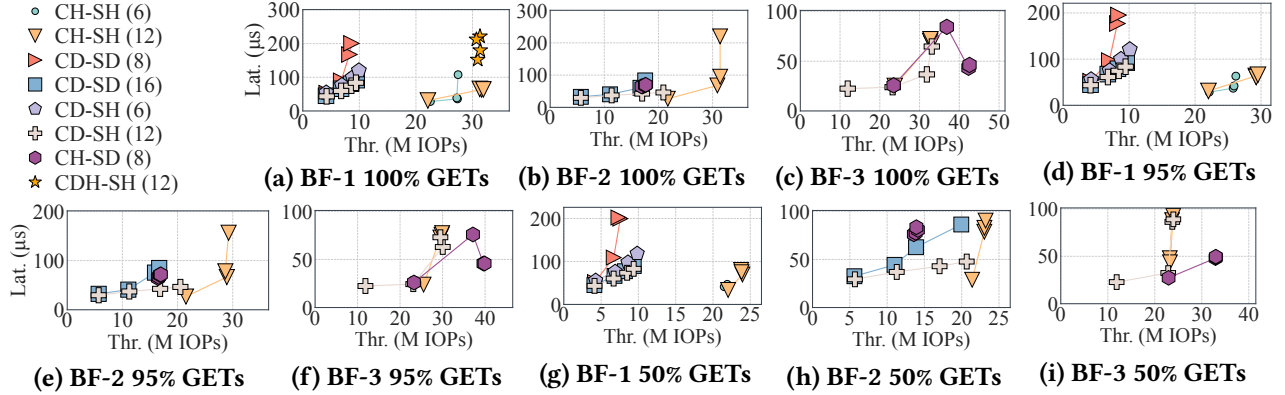 CH-SH (6)
CH-SH (12)
CD-SD (8)
CD-SD (16)
CD-SH (6)
CD-SH (12)
CH-SD (8)
CDH-SH (12)
Lat. (μs)
300
200
100
0
0 10 20 30
Thr. (M IOPs)
(a) BF-1 100% GETs
300
200
100
0
0 10 20 30
Thr. (M IOPs)
(b) BF-2 100% GETs
100
50
0
0 10 20 30 40 50
Thr. (M IOPs)
(c) BF-3 100% GETs
200
100
0
0 10 20 30
Thr. (M IOPs)
(d) BF-1 95% GETs
Lat. (μs)
200
100
0
0 10 20 30
Thr. (M IOPs)
(e) BF-2 95% GETs
100
50
0
0 10 20 30 40
Thr. (M IOPs)
(f) BF-3 95% GETs
200
100
0
0 5 10 15 20 25
Thr. (M IOPs)
(g) BF-1 50% GETs
100
50
0
0 5 10 15 20 25
Thr. (M IOPs)
(h) BF-2 50% GETs
100
50
0
0 10 20 30 40
Thr. (M IOPs)
(i) BF-3 50% GETs